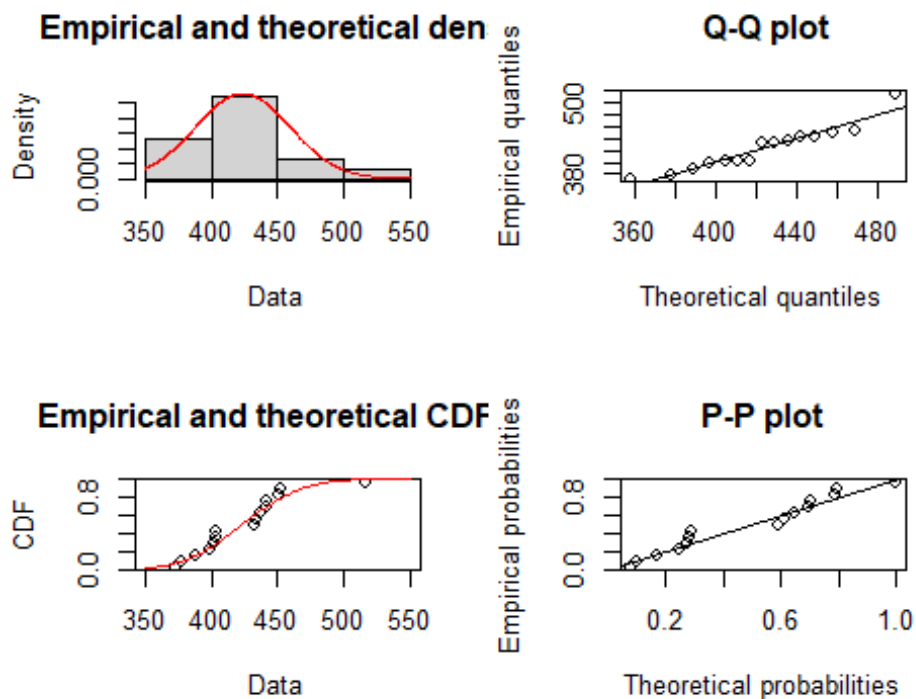 Empirical and theoretical den
Density
0.000
350 400 450 500 550
Data
Q-Q plot
Empirical quantiles
380 500
360 400 440 480
Theoretical quantiles
Empirical and theoretical CDF
CDF
0.0 0.8
350 400 450 500 550
Data
P-P plot
Empirical probabilities
0.0 0.8
0.2 0.6 1.0
Theoretical probabilities